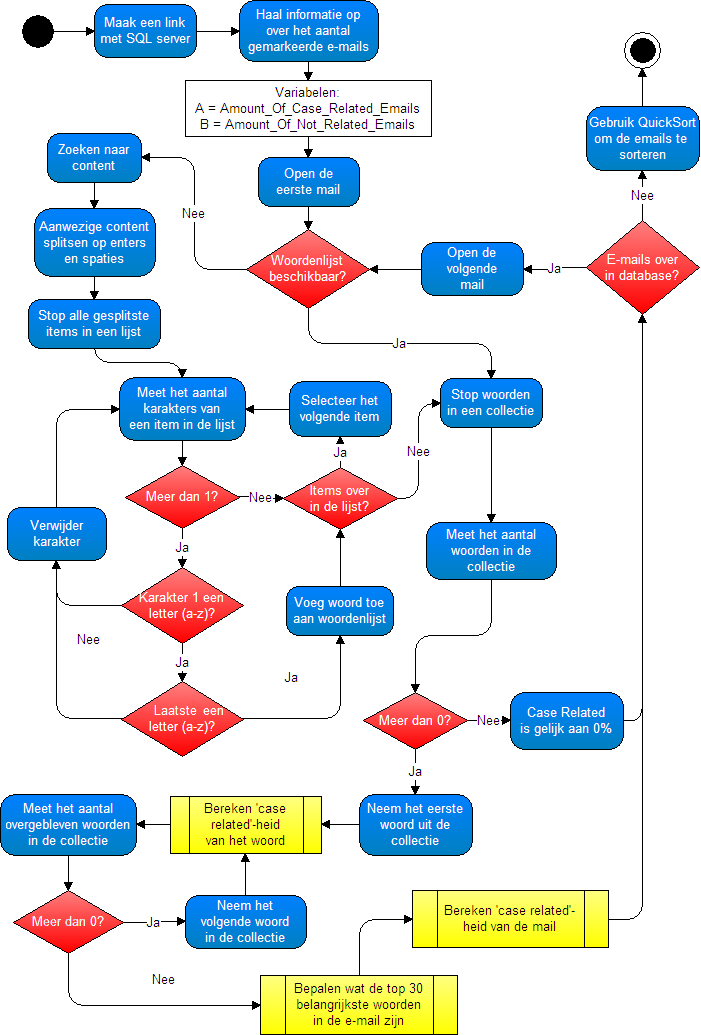 Maak een link
met SQL server
Haal informatie op
over het aantal
gemarkeerde e-mails
Variabelen:
A = Amount_Of_Case_Related_Emails
B = Amount_Of_Not_Related_Emails
Gebruik QuickSort
om de emails te
sorteren
Zoeken naar
content
Open de
eerste mail
Nee
Nee
Aanwezige content
splitsen op enters
en spaties
Woordenlijst
beschikbaar?
Open de
volgende
mail
Ja
E-mails over
in database?
Stop alle gesplitste
items in een lijst
Ja
Meet het aantal
karakters van
een item in de lijst
Selecteer het
volgende item
Stop woorden
in een collectie
Ja
Nee
Meer dan 1?
Nee
Items over
in de lijst?
Verwijder
karakter
Ja
Meet het aantal
woorden in de
collectie
Karakter 1 een
letter (a-z)?
Voeg woord toe
aan woordenlijst
Nee
Ja
Ja
Laatste een
letter (a-z)?
Meer dan 0?
Nee
Case Related
is gelijk aan 0%
Ja
Meet het aantal
overgebleven woorden
in de collectie
Bereken 'case
related'-heid
van het woord
Neem het eerste
woord uit de
collectie
Meer dan 0?
Ja
Neem het
volgende woord
in de collectie
Bereken 'case related'-
heid van de mail
Nee
Bepalen wat de top 30
belangrijkste woorden
in de e-mail zijn